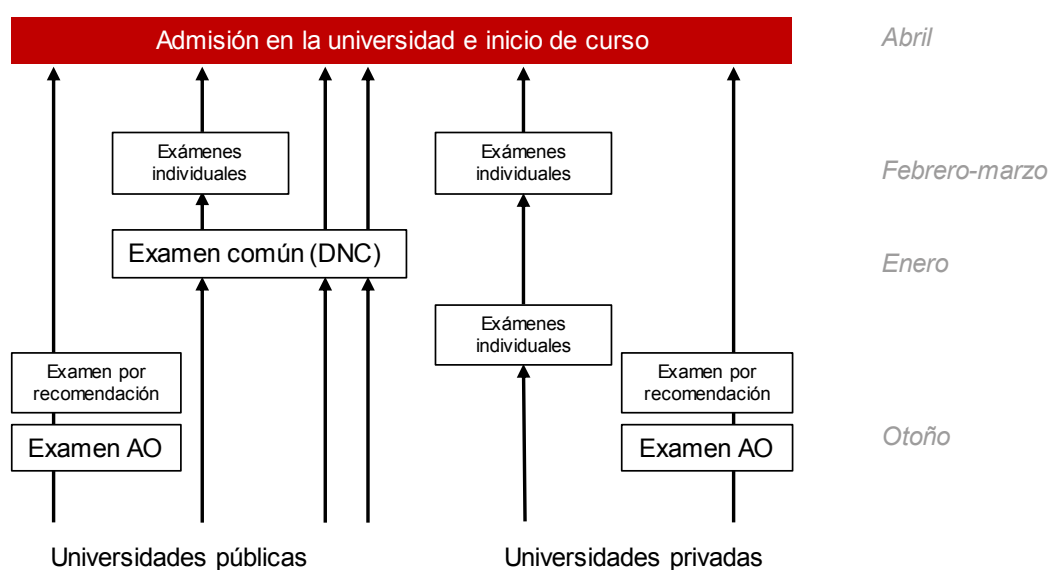 Admisión en la universidad e inicio de curso
Abril
Exámenes
individuales
Exámenes
individuales
Febrero-marzo
Examen común (DNC)
Enero
Exámenes
individuales
Examen por
recomendación
Examen por
recomendación
Examen AO
Examen AO
Otoño
Universidades públicas
Universidades privadas